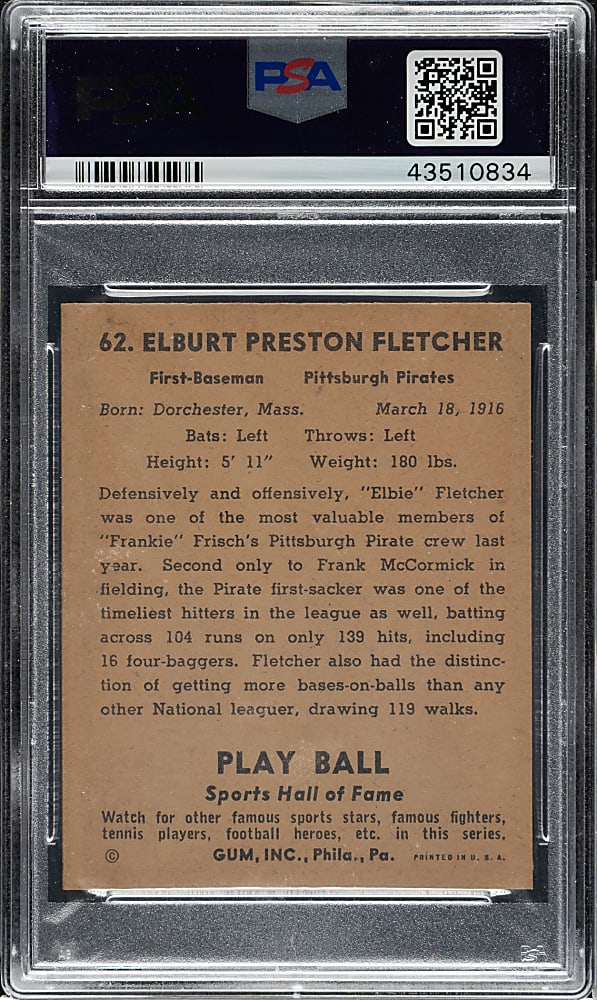 PSA
43510834
62. ELBURT PRESTON FLETCHER
First-Baseman Pittsburgh Pirates
Born: Dorchester, Mass. March 18, 1916
Bats: Left Throws: Left
Height: 5' 11" Weight: 180 lbs.
Defensively and offensively, "Elbie" Fletcher
was one of the most valuable members of
"Frankie" Frisch's Pittsburgh Pirate crew last
year. Second only to Frank McCormick in
fielding, the Pirate first-sacker was one of the
timeliest hitters in the league as well, batting
across 104 runs on only 139 hits, including
16 four-baggers. Fletcher also had the distinc-
tion of getting more bases-on-balls than any
other National leaguer, drawing 119 walks.
PLAY BALL
Sports Hall of Fame
Watch for other famous sports stars, famous fighters,
tennis players, football heroes, etc. in this series.
© GUM, INC., Phila., Pa. PRINTED IN U. S. A.